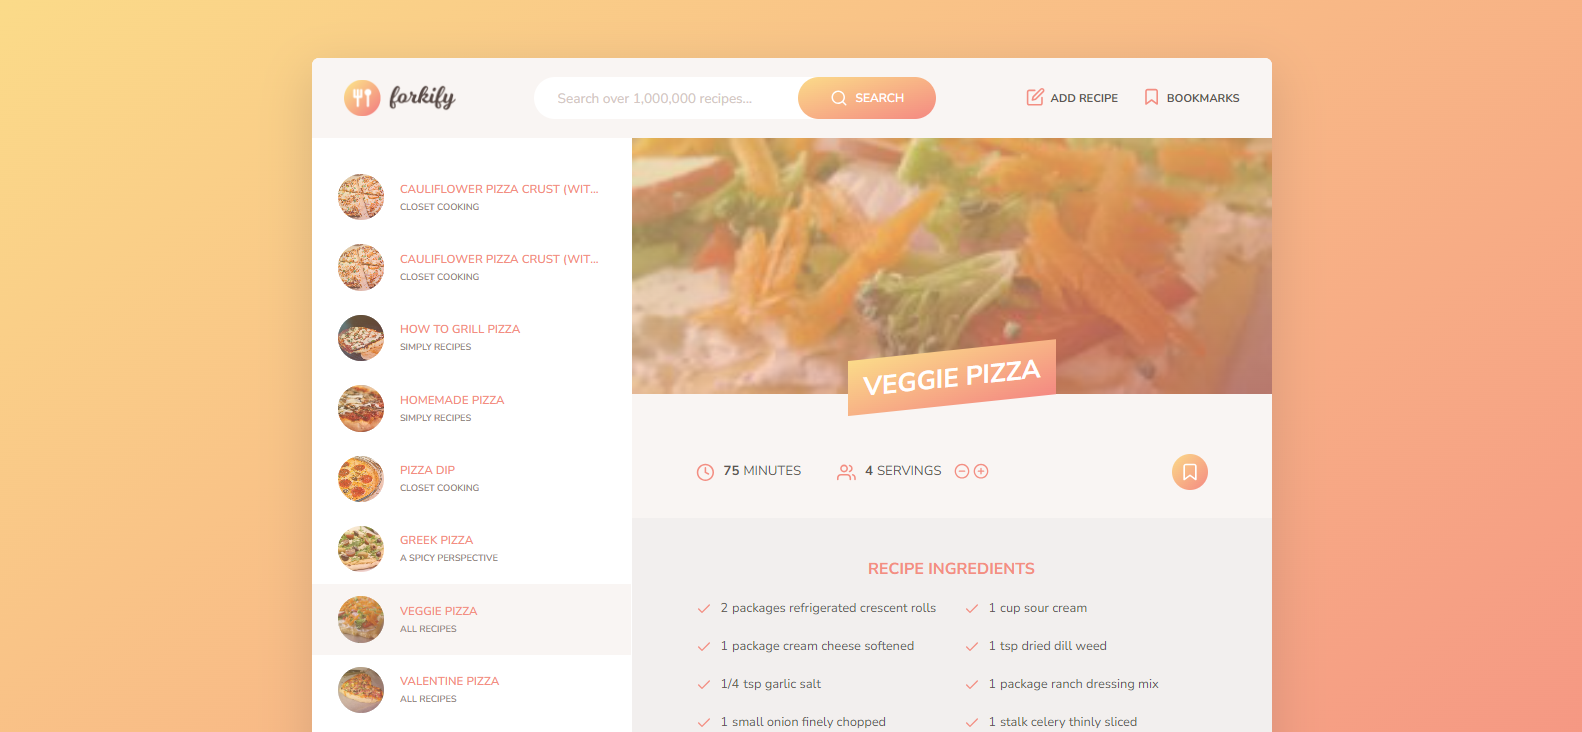 forkify
Search over 1,000,000 recipes...
SEARCH
ADD RECIPE
BOOKMARKS
CAULIFLOWER PIZZA CRUST (WIT...
CLOSET COOKING
CAULIFLOWER PIZZA CRUST (WIT...
CLOSET COOKING
HOW TO GRILL PIZZA
SIMPLY RECIPES
HOMEMADE PIZZA
SIMPLY RECIPES
PIZZA DIP
CLOSET COOKING
GREEK PIZZA
A SPICY PERSPECTIVE
VEGGIE PIZZA
ALL RECIPES
VALENTINE PIZZA
ALL RECIPES
VEGGIE PIZZA
75 MINUTES
4 SERVINGS
RECIPE INGREDIENTS
2 packages refrigerated crescent rolls
1 cup sour cream
1 package cream cheese softened
1 tsp dried dill weed
1/4 tsp garlic salt
1 package ranch dressing mix
1 small onion finely chopped
1 stalk celery thinly sliced